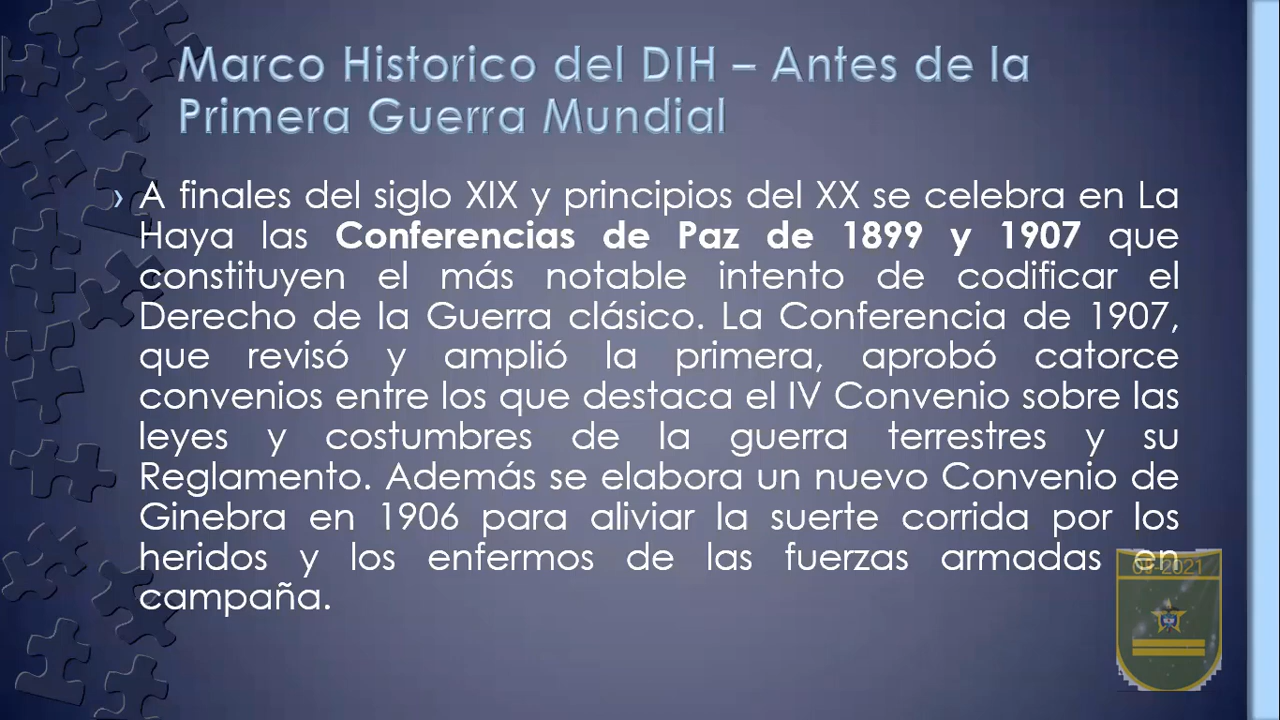 Marco Historico del DIH – Antes de la
Primera Guerra Mundial
› A finales del siglo XIX y principios del XX se celebra en La
Haya las Conferencias de Paz de 1899 y 1907 que
constituyen el más notable intento de codificar el
Derecho de la Guerra clásico. La Conferencia de 1907,
que revisó y amplió la primera, aprobó catorce
convenios entre los que destaca el IV Convenio sobre las
leyes y costumbres de la guerra terrestres y su
Reglamento. Además se elabora un nuevo Convenio de
Ginebra en 1906 para aliviar la suerte corrida por los
heridos y los enfermos de las fuerzas armadas en
campaña.